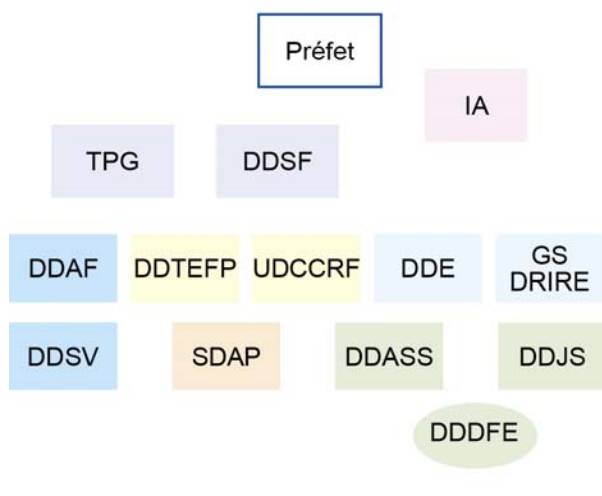 Préfet
IA
TPG
DDSF
DDAF
DDTEFP
UDCCRF
DDE
GS
DRIRE
DDSV
SDAP
DDASS
DDJS
DDDFE